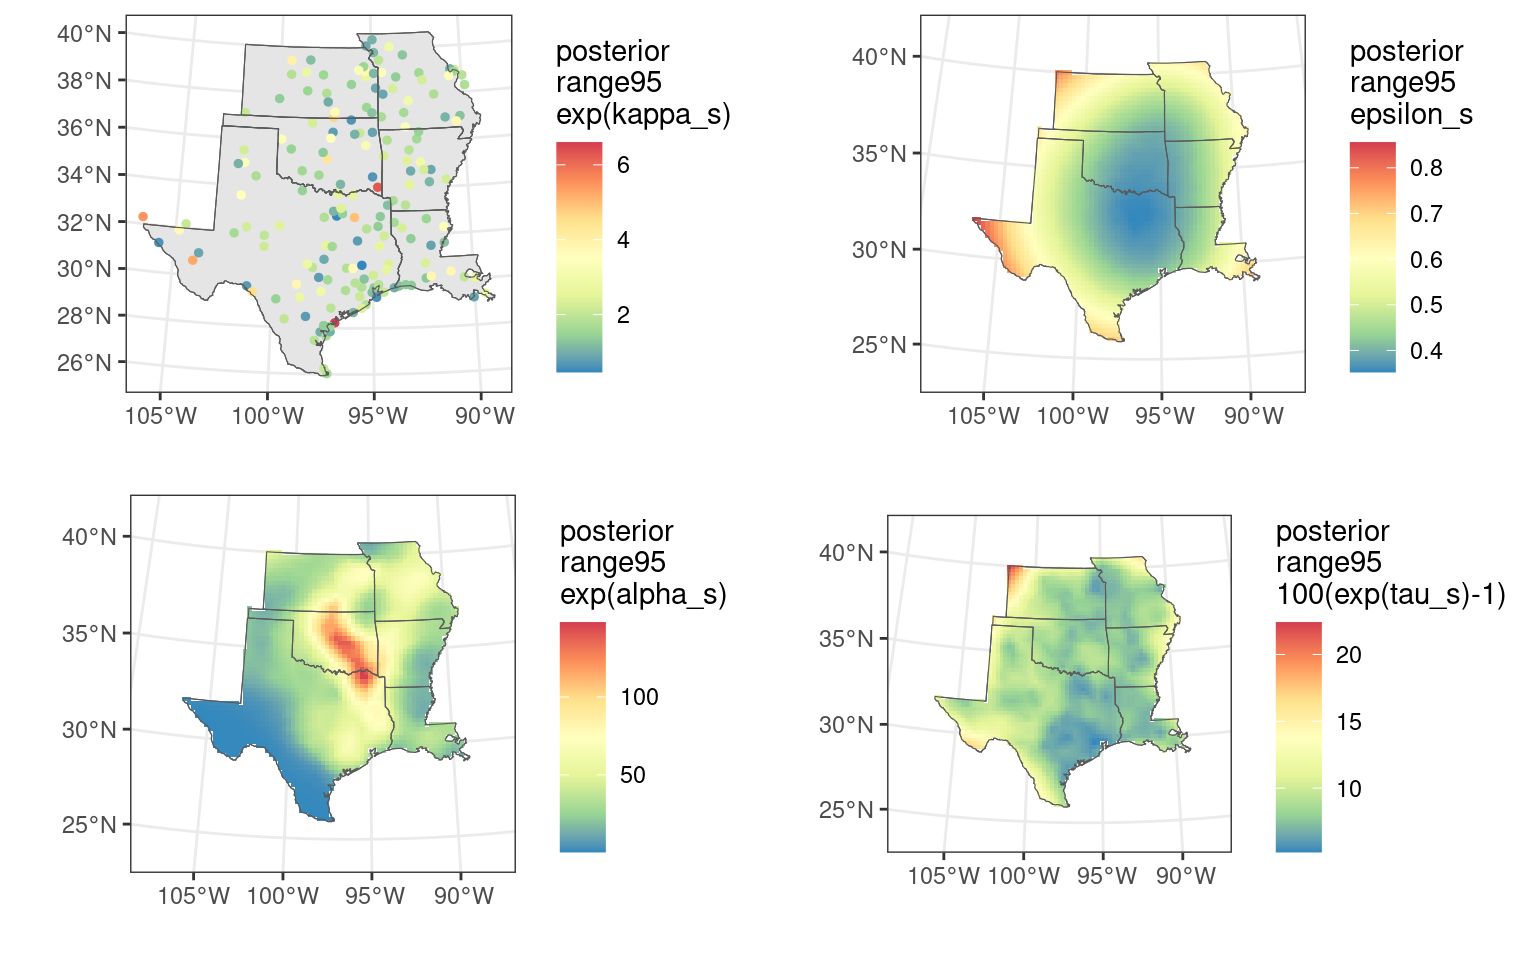 posterior
range95
exp(kappa_s)
40°N
38°N
36°N
34°N
32°N
30°N
28°N
26°N
6
4
2
105°W 100°W 95°W 90°W
posterior
range95
epsilon_s
40°N
35°N
30°N
25°N
0.8
0.7
0.6
0.5
0.4
105°W 100°W 95°W 90°W
posterior
range95
exp(alpha_s)
40°N
35°N
30°N
25°N
100
50
105°W 100°W 95°W 90°W
posterior
range95
100(exp(tau_s)-1)
40°N
35°N
30°N
25°N
20
15
10
105°W 100°W 95°W 90°W